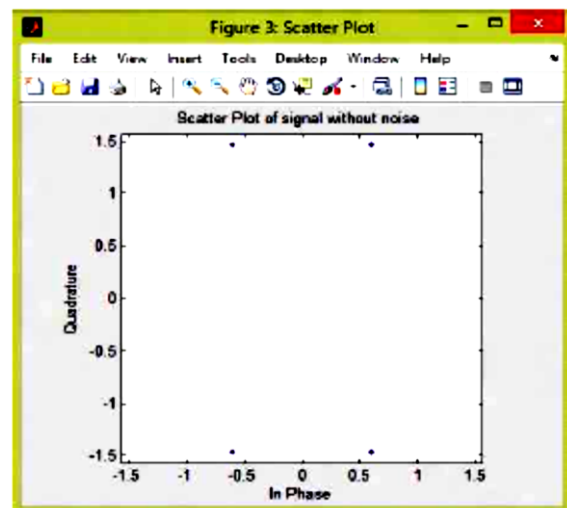 Figure 3: Scatter Plot
File Edit View Insert Tools Desktop Window Help
Scatter Plot of signal without noise
1.5
1
0.5
0
-0.5
-1
-1.5
Quadrature
-1.5 -1 -0.5 0 0.5 1 1.5
In Phase